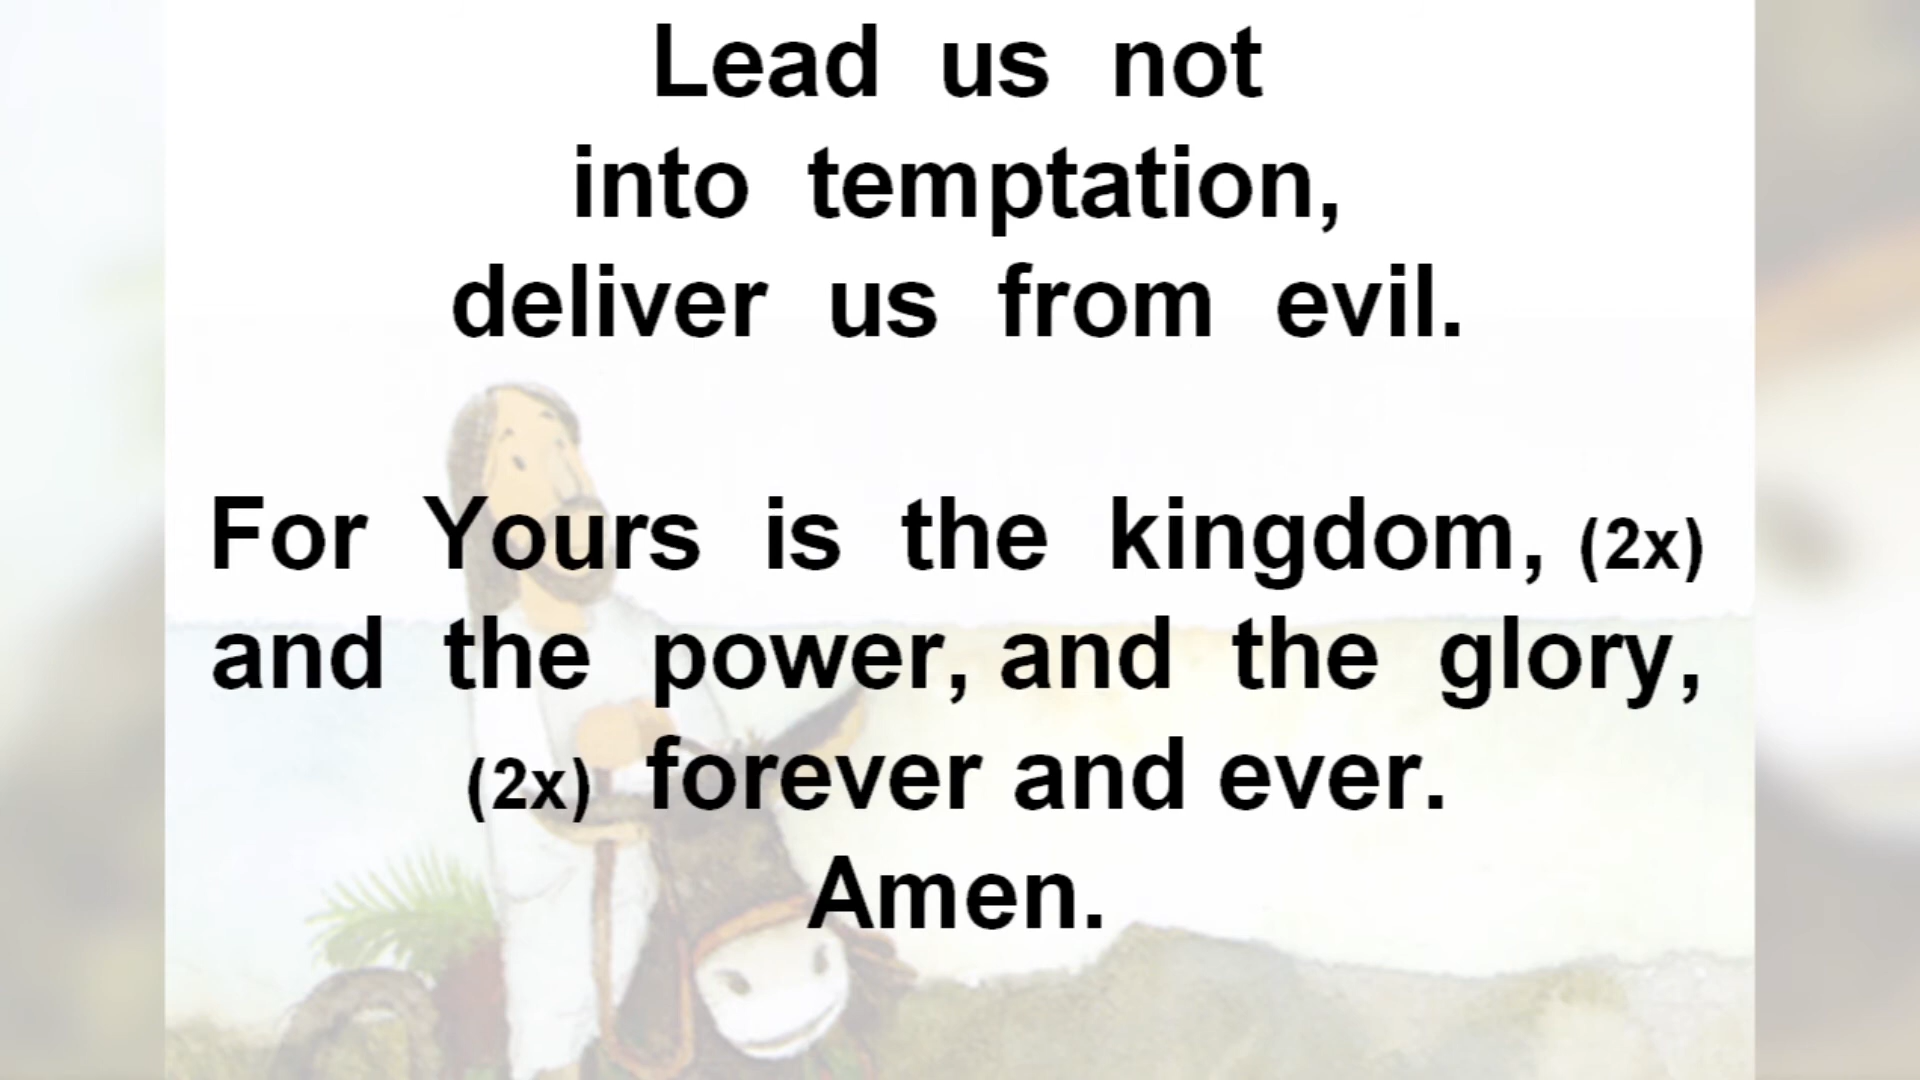 Lead us not
into temptation,
deliver us from evil.
For Yours is the kingdom, (2x)
and the power, and the glory,
(2x) forever and ever.
Amen.